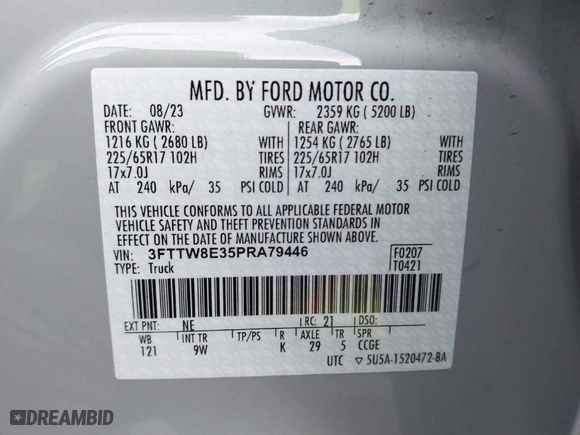 MFD. BY FORD MOTOR CO.
DATE: 08/23 GVWR: 2359 KG ( 5200 LB)
FRONT GAWR: REAR GAWR:
1216 KG ( 2680 LB) WITH 1254 KG ( 2765 LB) WITH
225/65R17 102H TIRES 225/65R17 102H TIRES
17x7.0J RIMS 17x7.0J RIMS
AT 240 kPa/ 35 PSI COLD AT 240 kPa/ 35 PSI COLD
THIS VEHICLE CONFORMS TO ALL APPLICABLE FEDERAL MOTOR
VEHICLE SAFETY AND THEFT PREVENTION STANDARDS IN
EFFECT ON THE DATE OF MANUFACTURE SHOWN ABOVE.
VIN: 3FTTW8E35PRA79446 F0207
TYPE: Truck T0421
EXT PNT: NE RC: 21 DSO:
WB INT TR TP/PS R AXLE TR SPR
121 9W K 29 5 CCGE
UTC ▽ 5U5A-1520472-BA
DREAMBID